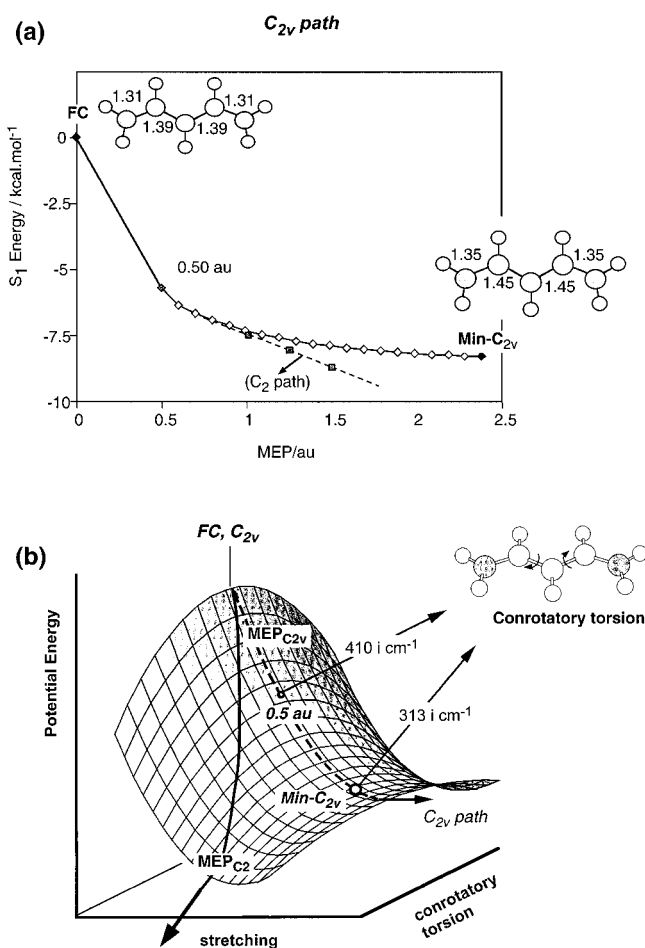 (a)
C2v path
FC
1.31
1.31
1.39
1.39
0
-2.5
-5
-7.5
-10
S1 Energy / kcal.mol-1
0.50 au
1.35
1.35
1.45
1.45
Min-C2v
(C2 path)
0
0.5
1
1.5
2
2.5
MEP/au
(b)
FC, C2v
Potential Energy
MEPC2v
410 i cm-1
Conrotatory torsion
0.5 au
313 i cm-1
Min-C2v
C2v path
MEPC2
conrotatory
torsion
stretching